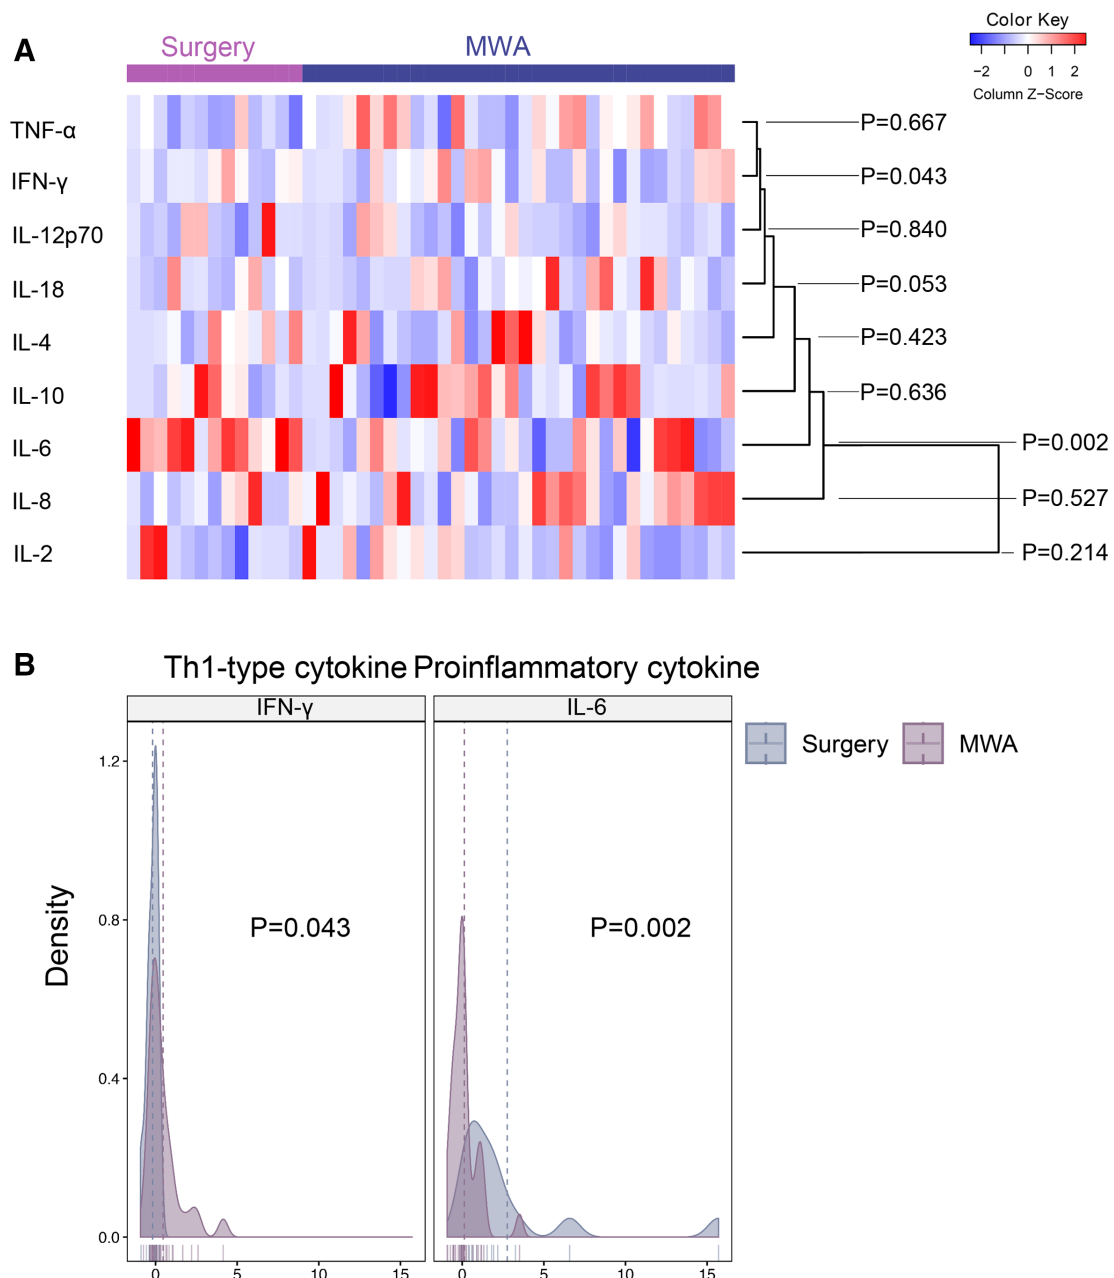 A
Surgery
MWA
Color Key
−2 0 1 2
Column Z−Score
TNF-α
P=0.667
IFN-γ
P=0.043
IL-12p70
P=0.840
IL-18
P=0.053
IL-4
P=0.423
IL-10
P=0.636
IL-6
P=0.002
IL-8
P=0.527
IL-2
P=0.214
B
Th1-type cytokine Proinflammatory cytokine
IFN-γ
IL-6
Surgery
MWA
Density
1.2
0.8
0.4
0.0
P=0.043
P=0.002
0 5 10 15
0 5 10 15